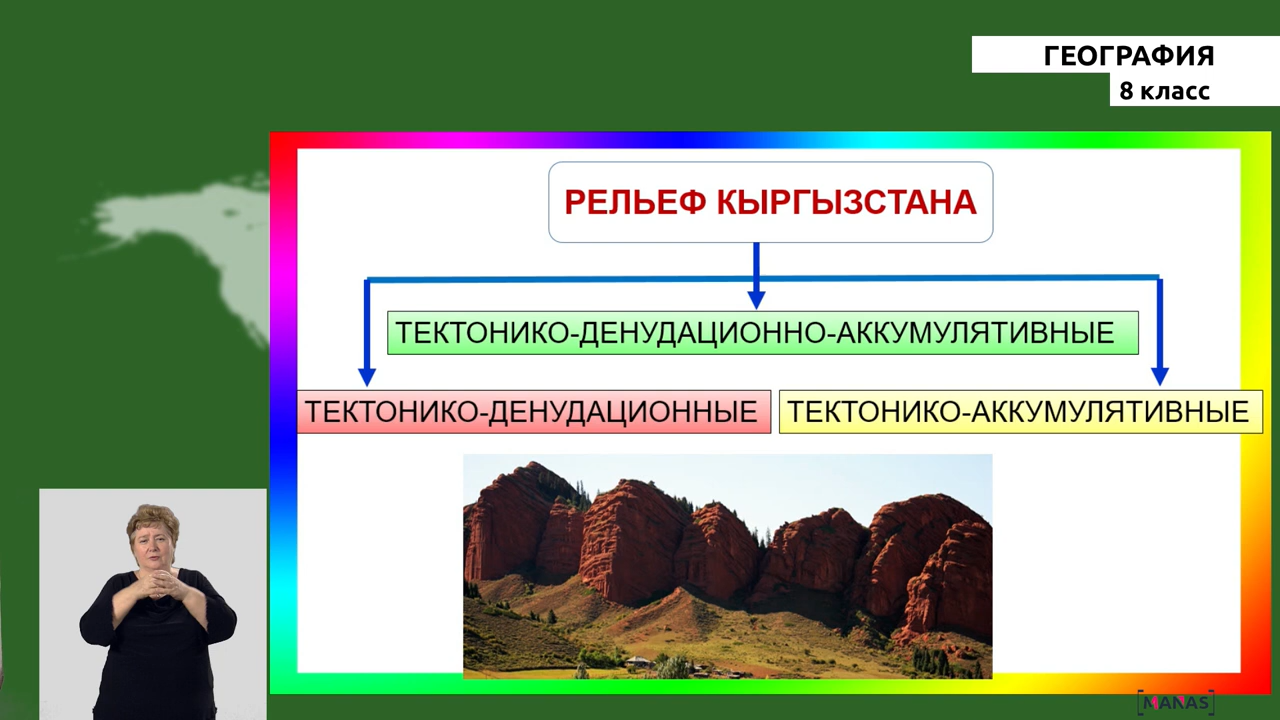 ГЕОГРАФИЯ
8 класс
РЕЛЬЕФ КЫРГЫЗСТАНА
ТЕКТОНИКО-ДЕНУДАЦИОННО-АККУМУЛЯТИВНЫЕ
ТЕКТОНИКО-ДЕНУДАЦИОННЫЕ
ТЕКТОНИКО-АККУМУЛЯТИВНЫЕ
[MANAS]